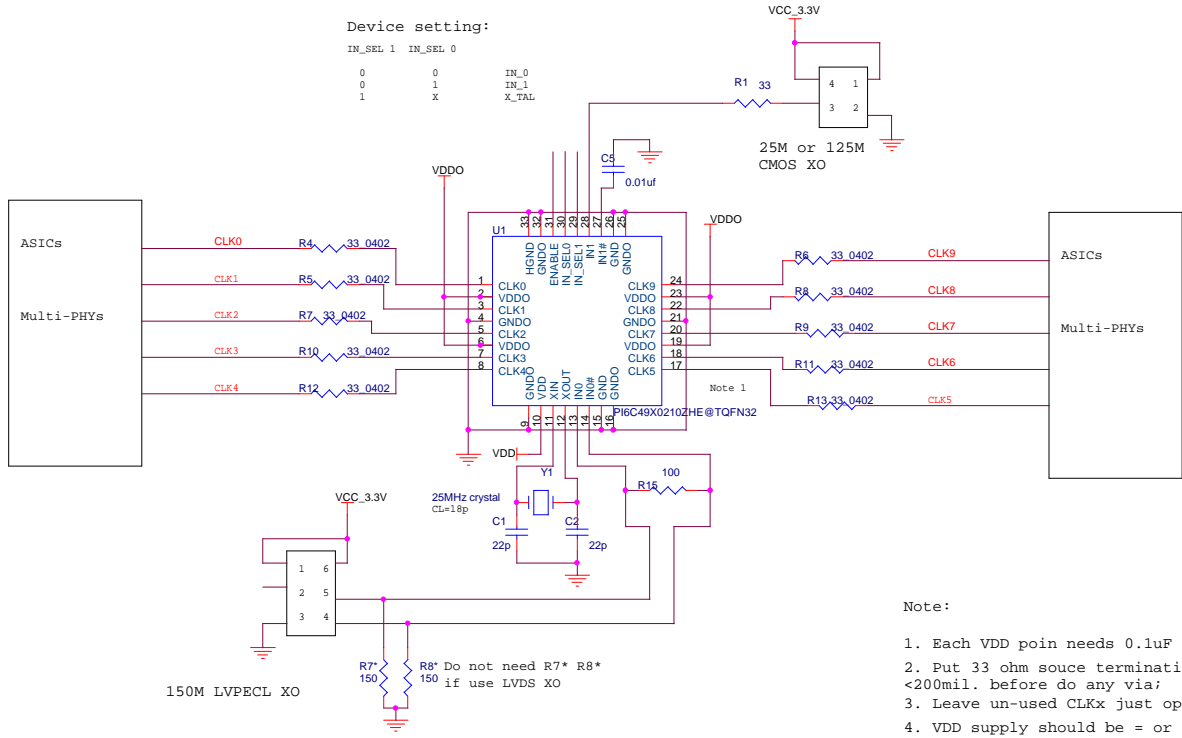 Device setting:
IN_SEL 1 IN_SEL 0
0 0 IN_0
0 1 IN_1
1 X X_TAL
VCC_3.3V
R1 33
4 1
3 2
25M or 125M
CMOS XO
C5
0.01uf
VDDO
VDDO
U1
33 32 31 30 29 28 27 26 25
HGND GNDO ENABLE IN_SEL0 IN_SEL1 IN1 IN1# GND GNDO
ASICs
Multi-PHYs
CLK0 R4 33_0402
CLK1 R5 33_0402
CLK2 R7 33_0402
CLK3 R10 33_0402
CLK4 R12 33_0402
1 CLK0
2 VDDO
3 CLK1
4 GNDO
5 CLK2
6 VDDO
7 CLK3
8 CLK4
CLK9 24
VDDO 23
CLK8 22
GNDO 21
CLK7 20
VDDO 19
CLK6 18
CLK5 17
R6 33_0402 CLK9
R8 33_0402 CLK8
R9 33_0402 CLK7
R11 33_0402 CLK6
R13 33_0402 CLK5
ASICs
Multi-PHYs
Note 1
GNDO VDD XIN XOUT IN0 IN0# GND GNDO
9 10 11 12 13 14 15 16
PI6C49X0210ZHE@TQFN32
VDD
Y1
25MHz crystal
CL=18p
C1
22p
C2
22p
100
R15
VCC_3.3V
1 6
2 5
3 4
150M LVPECL XO
R7*
150
R8*
150
Do not need R7* R8*
if use LVDS XO
Note:
1. Each VDD poin needs 0.1uF
2. Put 33 ohm souce terminati
<200mil. before do any via;
3. Leave un-used CLKx just op
4. VDD supply should be = or